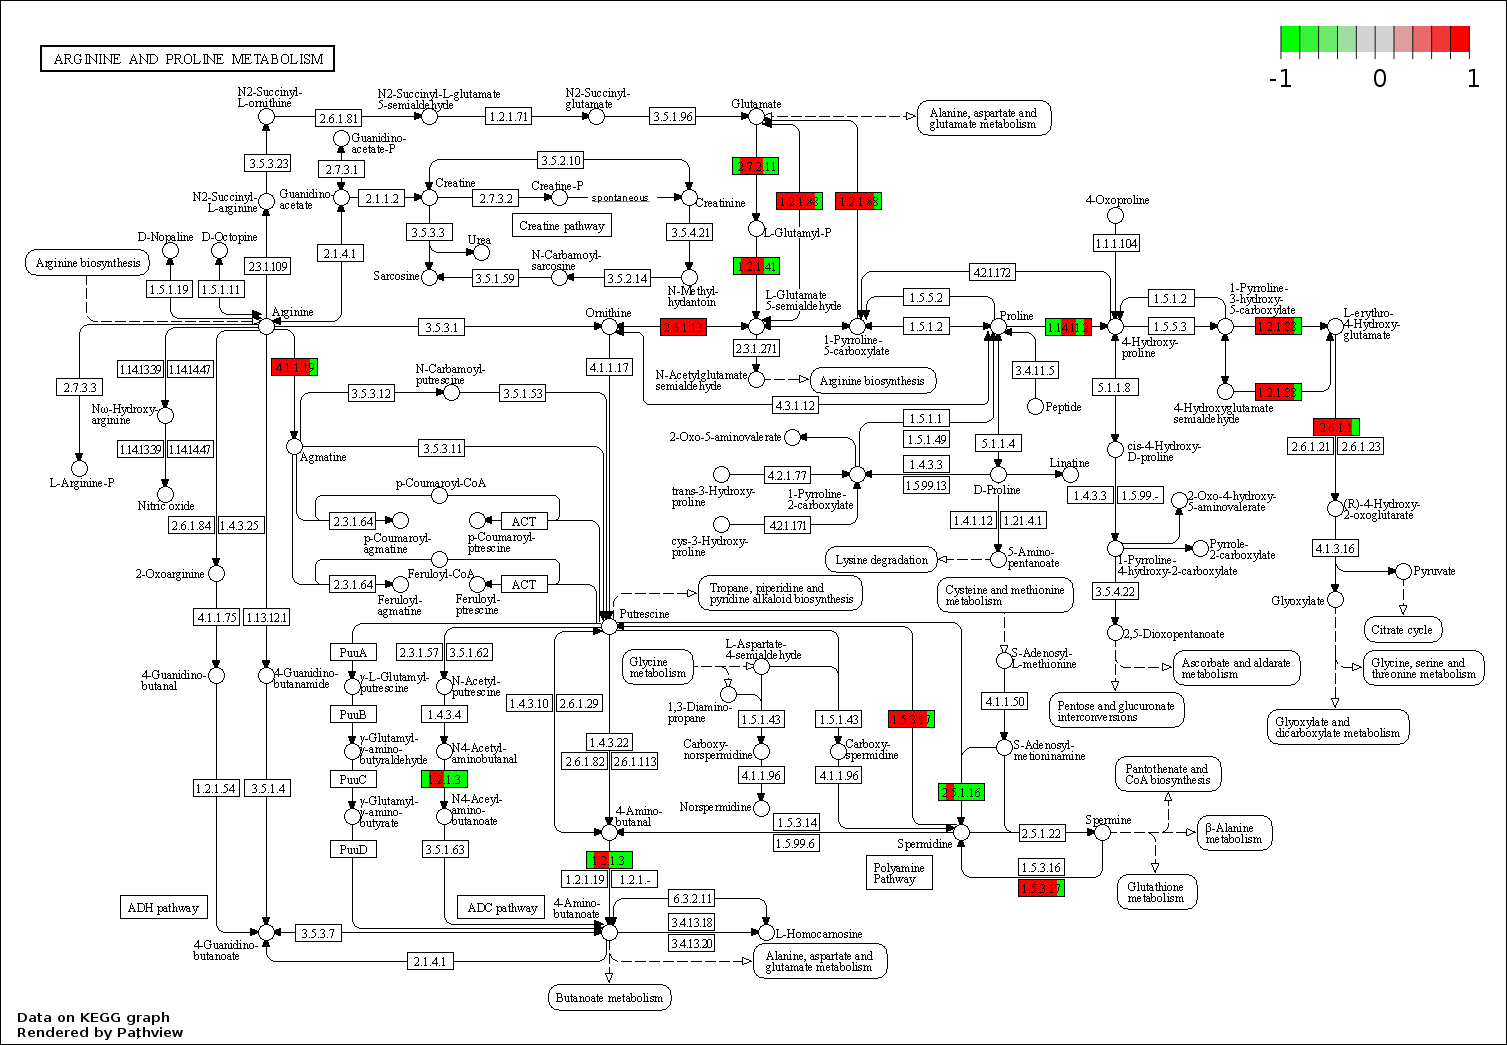 ARGININE AND PROLINE METABOLISM
-1
0
1
N2-Succinyl-
L-ornithine
2.6.1.81
N2-Succinyl-L-glutamate
5-semialdehyde
1.2.1.71
N2-Succinyl-
glutamate
3.5.1.96
Glutamate
Alanine, aspartate and
glutamate metabolism
Guanidino-
acetate-P
3.5.3.23
2.7.3.1
3.5.2.10
2.7.2.11
N2-Succinyl-
L-arginine
Guanidino
acetate
2.1.1.2
Creatine
2.7.3.2
Creatine-P
spontaneous
Creatinine
1.2.1.88
1.2.1.88
4-Oxoproline
D-Nopaline
D-Octopine
3.5.3.3
Creatine pathway
3.5.4.21
L-Glutamyl-P
1.1.1.104
Arginine biosynthesis
2.3.1.109
2.1.4.1
Urea
Sarcosine
3.5.1.59
N-Carbamoyl-
sarcosine
3.5.2.14
N-Methyl-
hydantoin
1.2.1.41
4.2.1.172
1.5.1.19
1.5.1.11
L-Glutamate
5-semialdehyde
1.5.5.2
1.5.1.2
1-Pyrroline-
3-hydroxy-
5-carboxylate
Arginine
3.5.3.1
Ornithine
2.6.1.13
1-Pyrroline-
5-carboxylate
1.5.1.2
Proline
1.14.11.2
4-Hydroxy-
proline
1.5.5.3
1.2.1.88
L-erythro-
4-Hydroxy-
glutamate
2.3.1.271
1.14.13.39
1.14.14.47
4.1.1.19
4.1.1.17
N-Acetylglutamate
semialdehyde
Arginine biosynthesis
3.4.11.5
2.7.3.3
3.5.3.12
N-Carbamoyl-
putrescine
3.5.1.53
4.3.1.12
Peptide
5.1.1.8
1.2.1.88
4-Hydroxyglutamate
semialdehyde
Nω-Hydroxy-
arginine
1.5.1.1
1.5.1.49
2.6.1.1
2.6.1.21
2.6.1.23
1.14.13.39
1.14.14.47
Agmatine
3.5.3.11
2-Oxo-5-aminovalerate
5.1.1.4
cis-4-Hydroxy-
D-proline
L-Arginine-P
Nitric oxide
p-Coumaroyl-CoA
trans-3-Hydroxy-
proline
4.2.1.77
1-Pyrroline-
2-carboxylate
1.4.3.3
1.5.99.13
D-Proline
Linatine
1.4.3.3
1.5.99.-
2-Oxo-4-hydroxy-
5-aminovalerate
(R)-4-Hydroxy-
2-oxoglutarate
2.6.1.84
1.4.3.25
2.3.1.64
p-Coumaroyl-
agmatine
ACT
p-Coumaroyl-
ptrescine
cys-3-Hydroxy-
proline
4.2.1.171
1.4.1.12
1.21.4.1
Lysine degradation
5-Amino-
pentanoate
1-Pyrroline-
4-hydroxy-2-carboxylate
Pyrrole-
2-carboxylate
4.1.3.16
2-Oxoarginine
Feruloyl-CoA
2.3.1.64
Feruloyl-
agmatine
ACT
Feruloyl-
ptrescine
Tropane, piperidine and
pyridine alkaloid biosynthesis
Cysteine and methionine
metabolism
3.5.4.22
Glyoxylate
Pyruvate
4.1.1.75
1.13.12.1
Putrescine
2,5-Dioxopentanoate
Citrate cycle
PuuA
2.3.1.57
3.5.1.62
Glycine
metabolism
L-Aspartate-
4-semialdehyde
S-Adenosyl-
L-methionine
Ascorbate and aldarate
metabolism
Glycine, serine and
threonine metabolism
4-Guanidino-
butanal
4-Guanidino-
butanamide
γ-L-Glutamyl-
putrescine
N-Acetyl-
putrescine
1.4.3.10
2.6.1.29
1,3-Diamino-
propane
4.1.1.50
Pentose and glucuronate
interconversions
Glyoxylate and
dicarboxylate metabolism
PuuB
1.4.3.4
1.5.1.43
1.5.1.43
1.5.3.17
γ-Glutamyl-
γ-amino-
butyraldehyde
N4-Acetyl-
aminobutanal
1.4.3.22
2.6.1.82
2.6.1.113
Carboxy-
norspermidine
Carboxy-
spermidine
S-Adenosyl-
metioninamine
1.2.1.54
3.5.1.4
PuuC
1.2.1.3
4.1.1.96
4.1.1.96
2.5.1.16
Pantothenate and
CoA biosynthesis
γ-Glutamyl-
γ-amino-
butyrate
N4-Aceyl-
amino-
butanoate
4-Amino-
butanal
Norspermidine
1.5.3.14
1.5.99.6
Spermidine
2.5.1.22
Spermine
β-Alanine
metabolism
PuuD
3.5.1.63
1.2.1.3
1.2.1.19
1.2.1.-
Polyamine
Pathway
1.5.3.16
1.5.3.17
Glutathione
metabolism
ADH pathway
ADC pathway
4-Amino-
butanoate
6.3.2.11
3.4.13.18
3.4.13.20
L-Homocarnosine
4-Guanidino-
butanoate
3.5.3.7
2.1.4.1
Alanine, aspartate and
glutamate metabolism
Butanoate metabolism
Data on KEGG graph
Rendered by Pathview